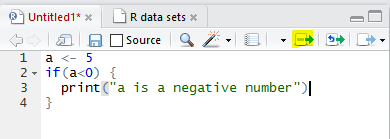 Untitled1* R data sets
Source
1 a <- 5
2 if(a<0) {
3 print("a is a negative number")
4 }